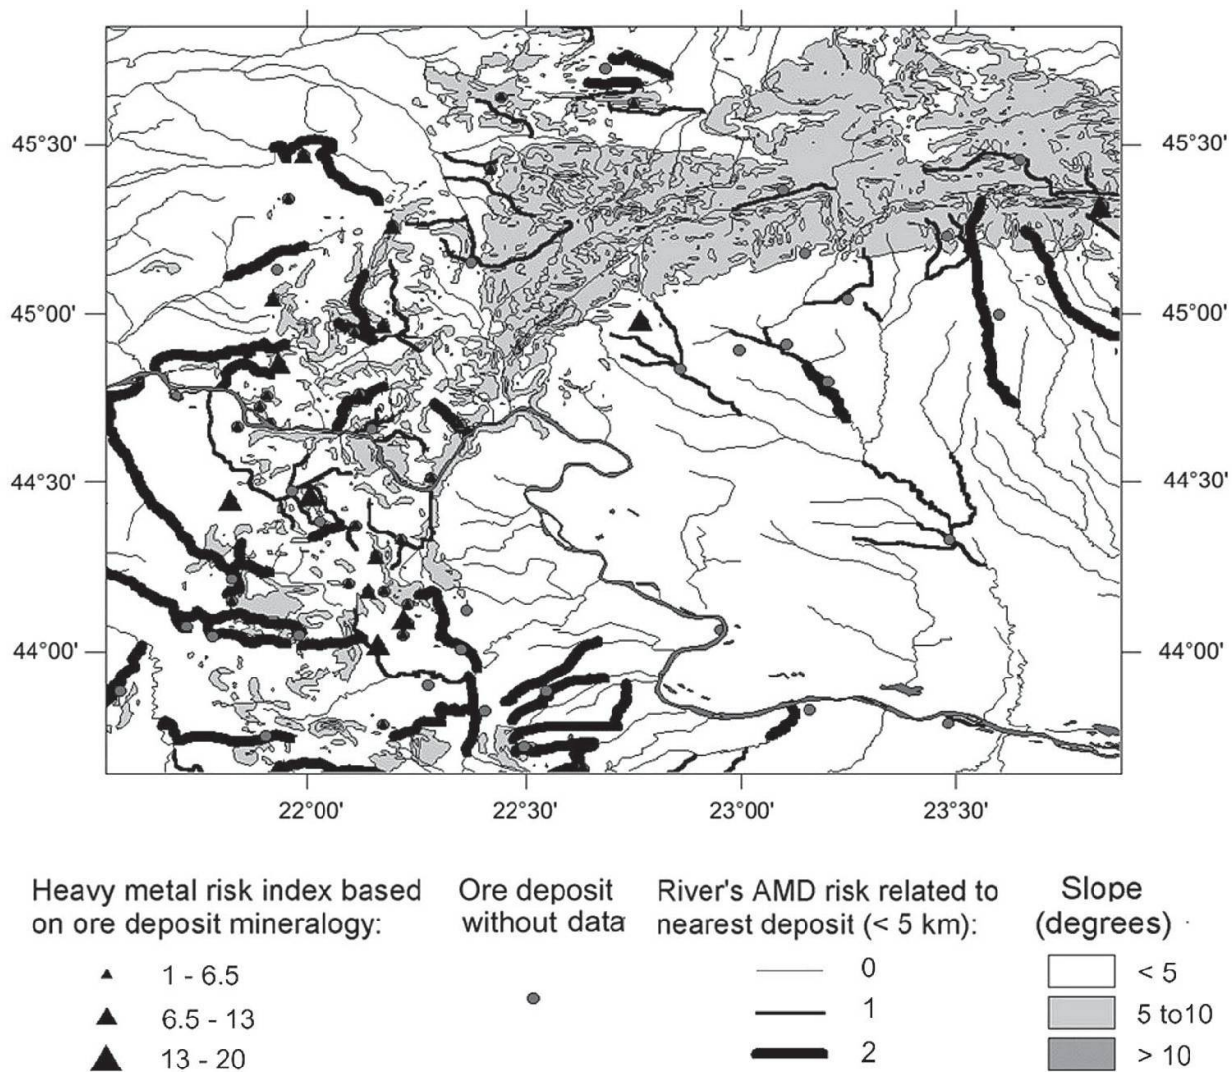 45°30'
45°30'
45°00'
45°00'
44°30'
44°30'
44°00'
44°00'
22°00'
22°30'
23°00'
23°30'
Heavy metal risk index based
on ore deposit mineralogy:
1 - 6.5
6.5 - 13
13 - 20
Ore deposit
without data
River's AMD risk related to
nearest deposit (< 5 km):
0
1
2
Slope
(degrees)
< 5
5 to10
> 10